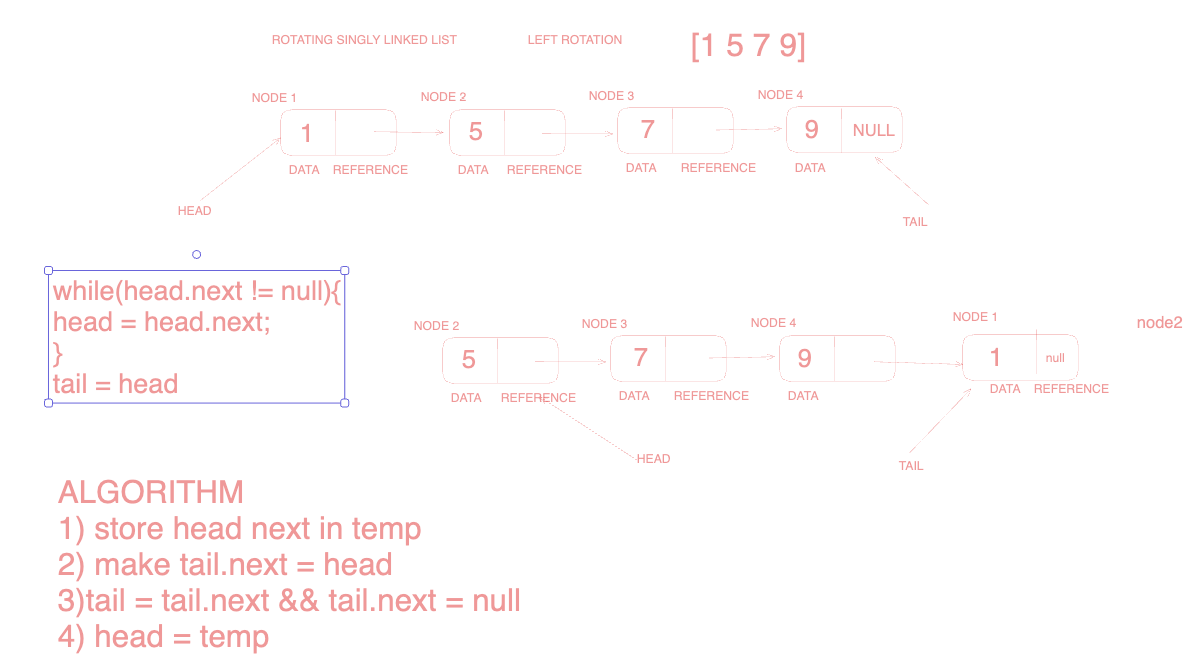 ROTATING SINGLY LINKED LIST
LEFT ROTATION
[1 5 7 9]
NODE 1
NODE 2
NODE 3
NODE 4
1
5
7
9
NULL
DATA
REFERENCE
DATA
REFERENCE
DATA
REFERENCE
DATA
HEAD
TAIL
while(head.next != null){
head = head.next;
}
tail = head
NODE 2
NODE 3
NODE 4
NODE 1
node2
5
7
9
1
null
DATA
REFERENCE
DATA
REFERENCE
DATA
DATA
REFERENCE
HEAD
TAIL
ALGORITHM
1) store head next in temp
2) make tail.next = head
3)tail = tail.next && tail.next = null
4) head = temp